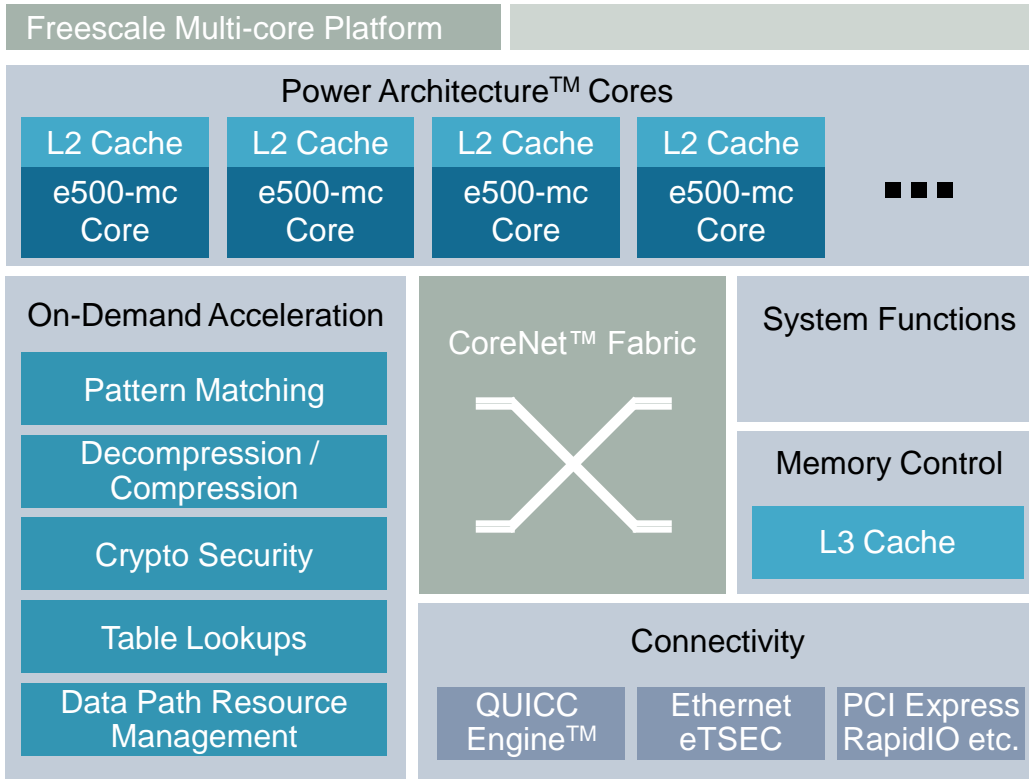 Freescale Multi-core Platform
Power Architecture™ Cores
L2 Cache
e500-mc
Core
L2 Cache
e500-mc
Core
L2 Cache
e500-mc
Core
L2 Cache
e500-mc
Core
On-Demand Acceleration
Pattern Matching
Decompression /
Compression
Crypto Security
Table Lookups
Data Path Resource
Management
CoreNet™ Fabric
System Functions
Memory Control
L3 Cache
Connectivity
QUICC
Engine™
Ethernet
eTSEC
PCI Express
RapidIO etc.